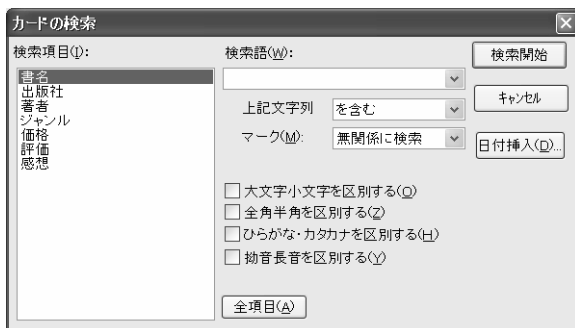 カードの検索
検索項目(I):
書名
出版社
著者
ジャンル
価格
評価
感想
検索語(W):
上記文字列 を含む
マーク(M): 無関係に検索
大文字小文字を区別する(O)
全角半角を区別する(Z)
ひらがな・カタカナを区別する(H)
拗音長音を区別する(Y)
全項目(A)
検索開始
キャンセル
日付挿入(D)...